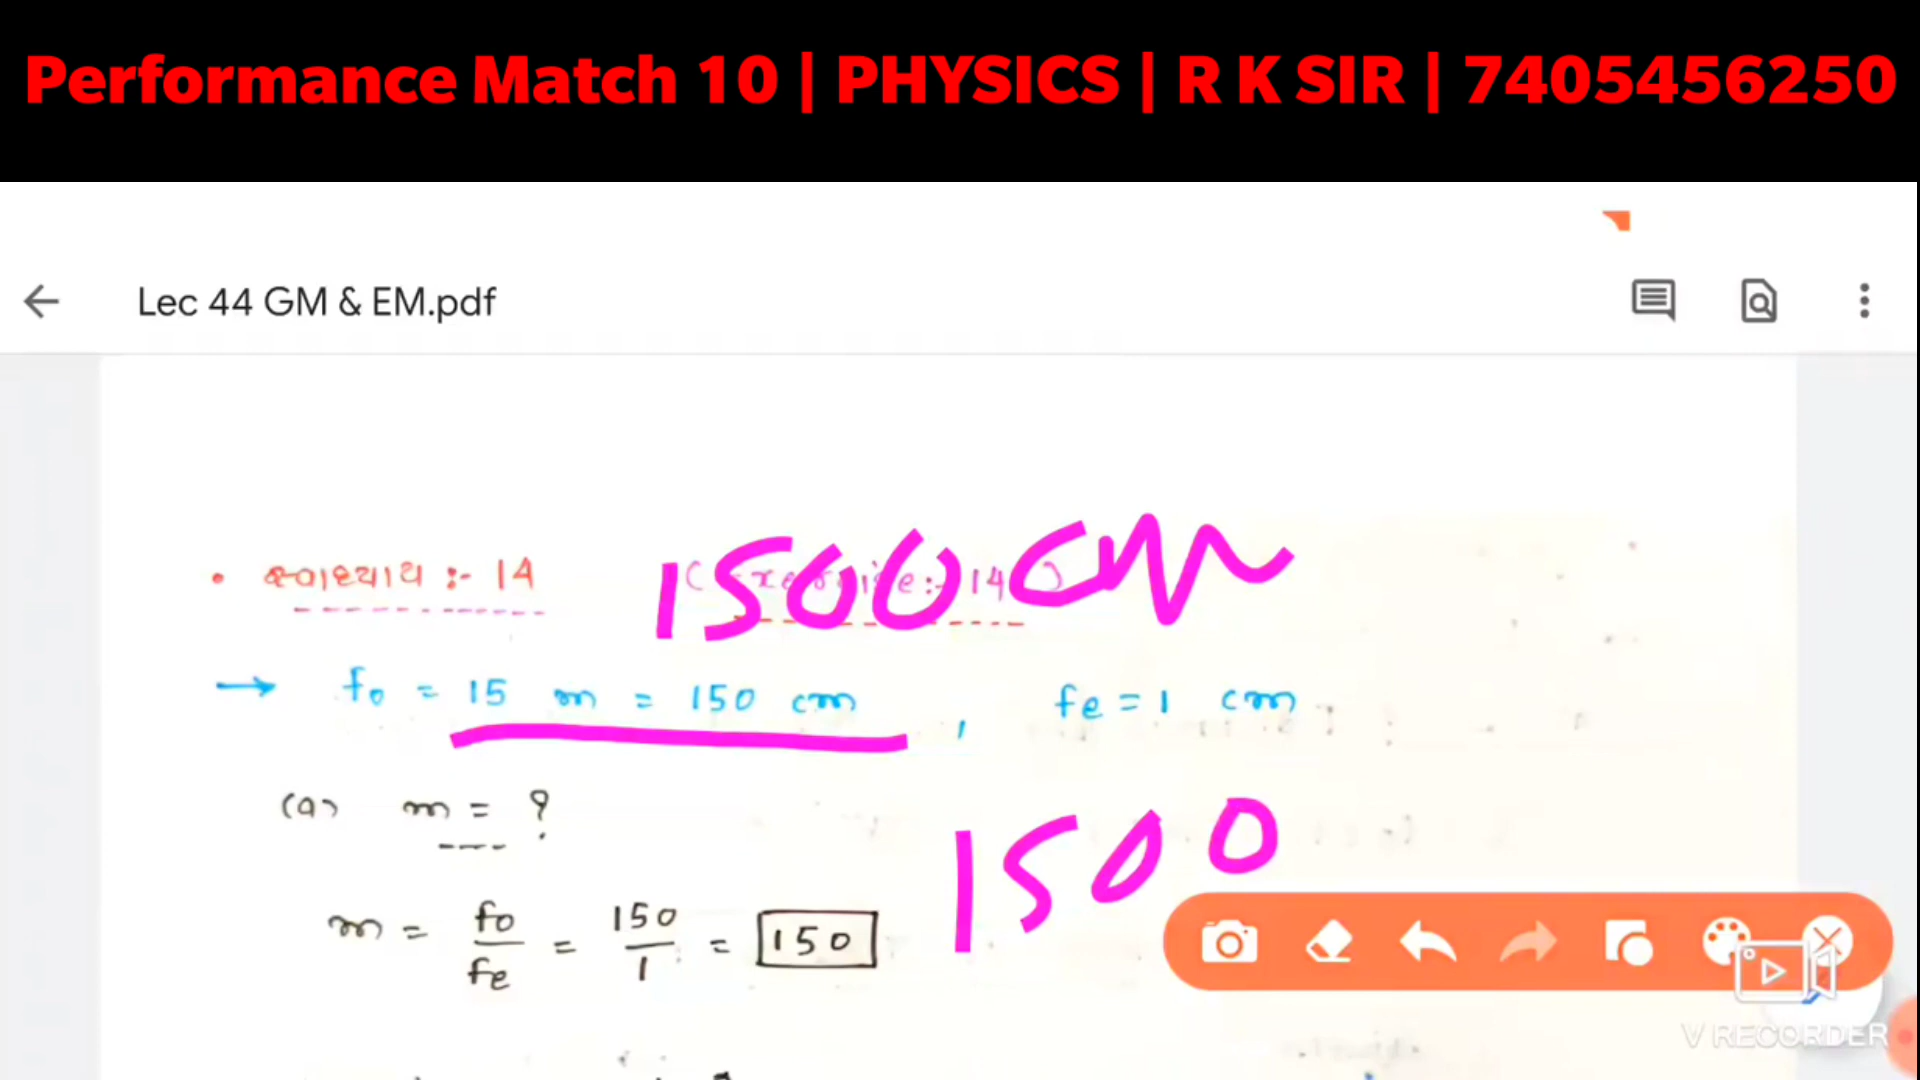 Performance Match 10 | PHYSICS | R K SIR | 7405456250
Lec 44 GM & EM.pdf
• સ્વાધ્યાય :- 14 (Exercise:- 14)
1500 cm
→ fo = 15 m = 150 cm , fe = 1 cm
(a) m = ?
1500
m = fo/fe = 150/1 = 150
V RECORDER